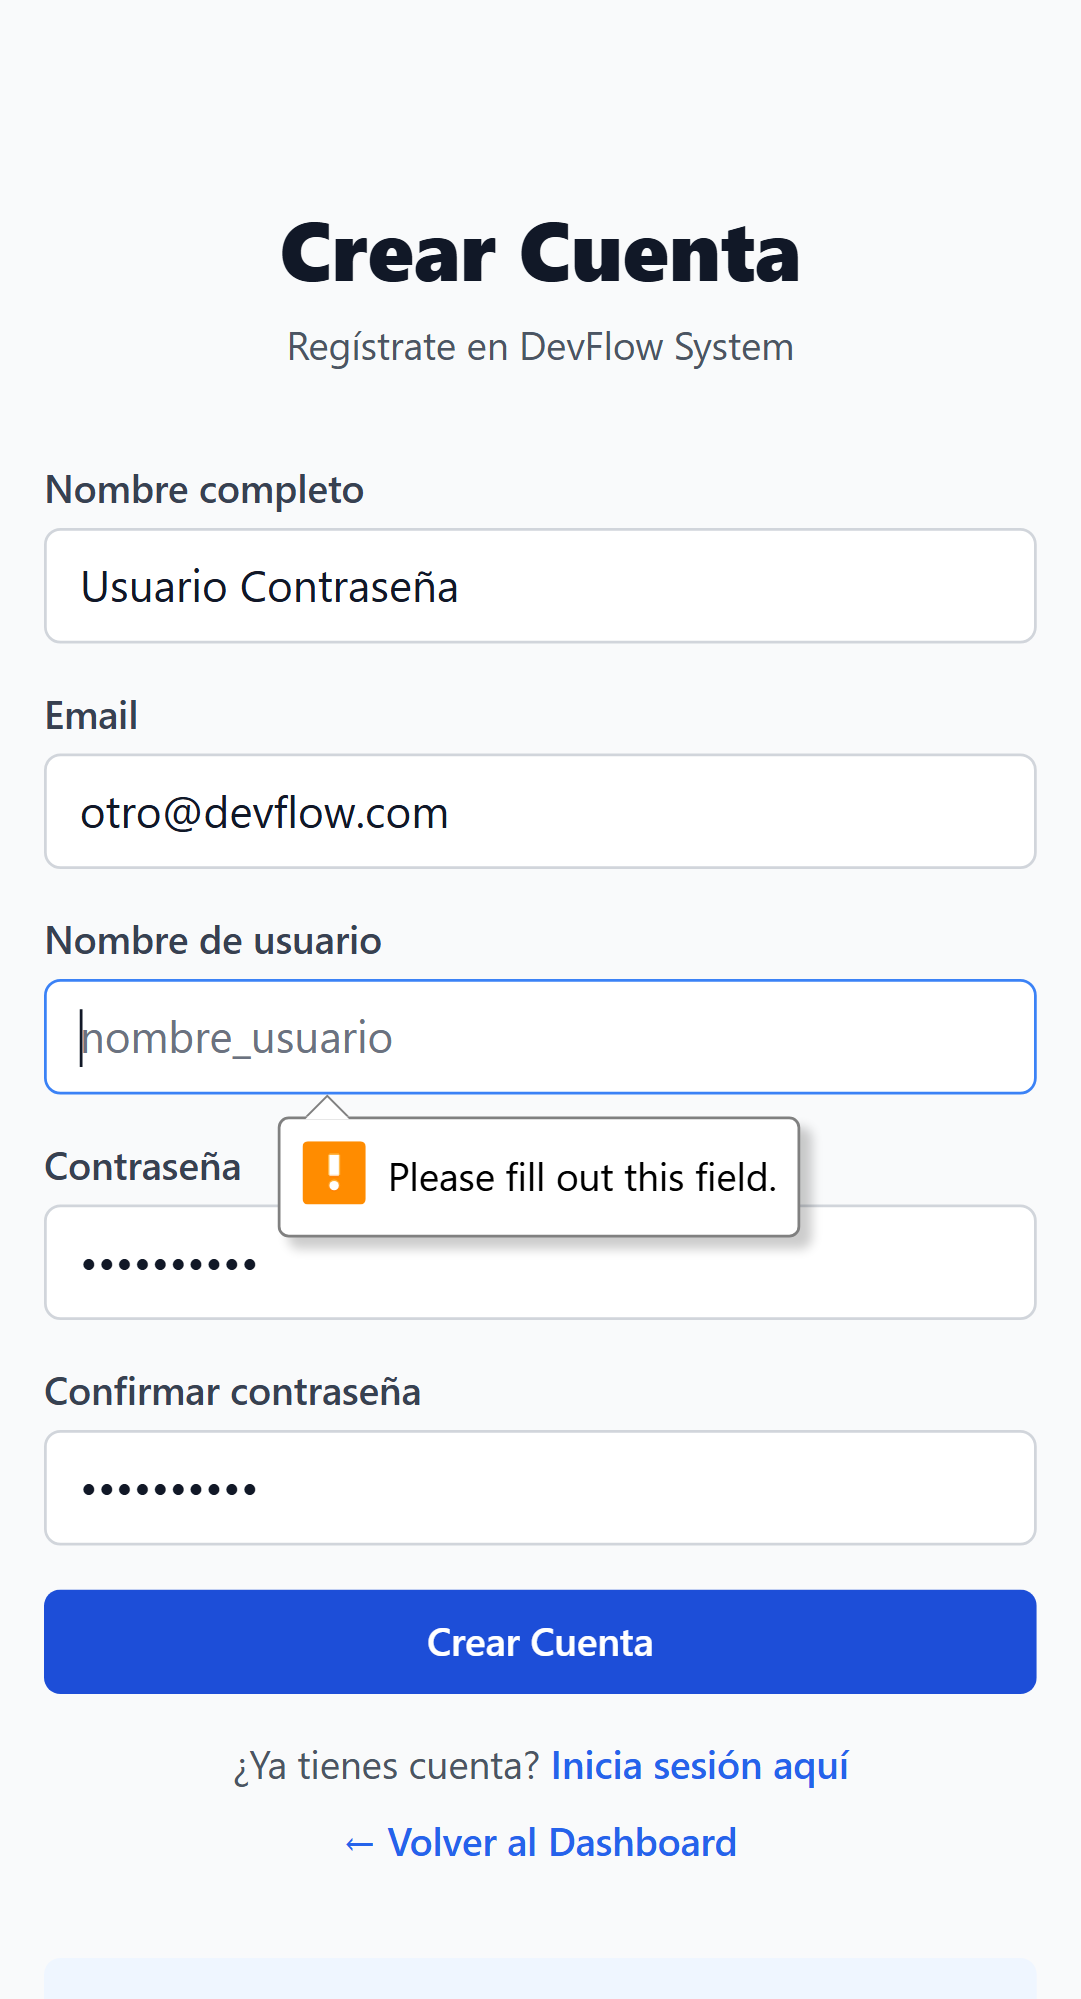 Crear Cuenta
Regístrate en DevFlow System
Nombre completo
Usuario Contraseña
Email
otro@devflow.com
Nombre de usuario
nombre_usuario
Please fill out this field.
Contraseña
••••••••••
Confirmar contraseña
••••••••••
Crear Cuenta
¿Ya tienes cuenta? Inicia sesión aquí
← Volver al Dashboard